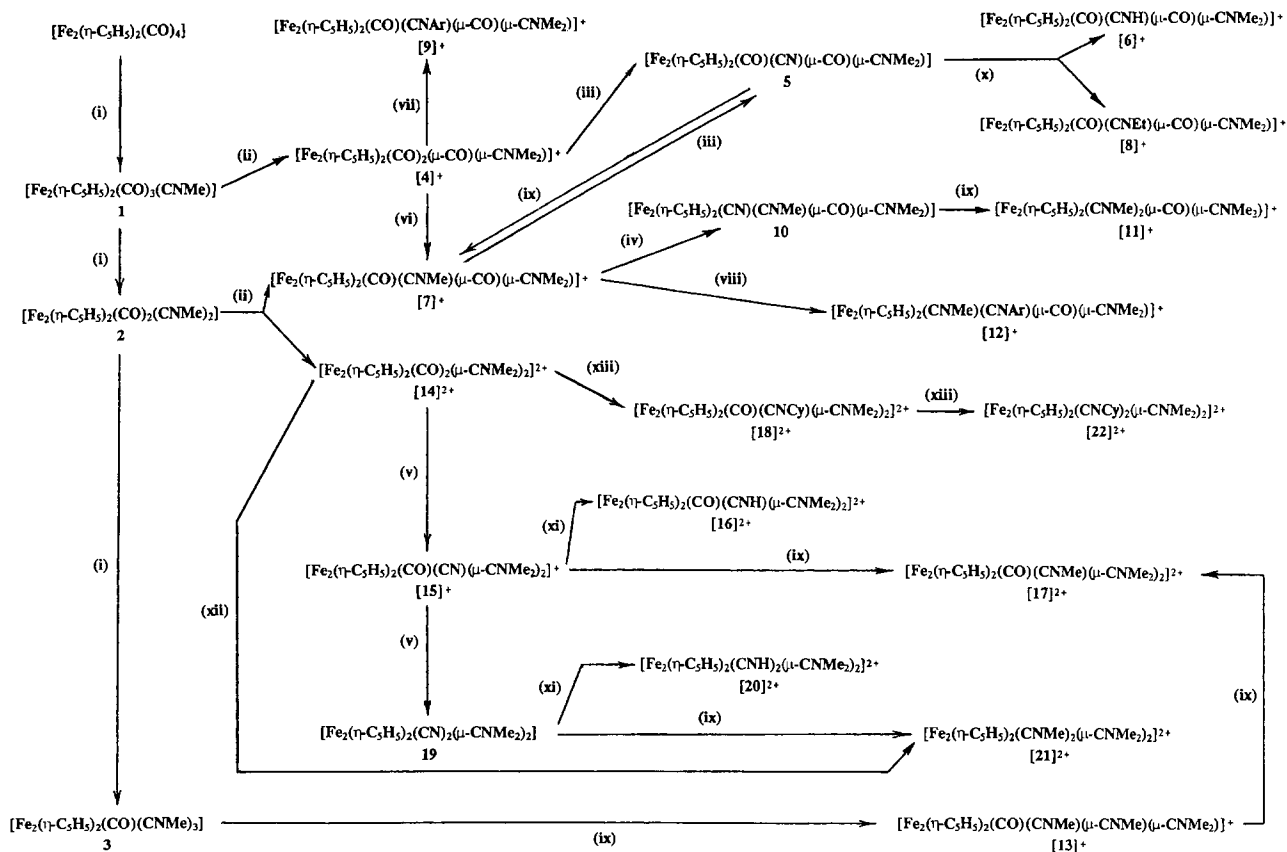 [Fe₂(η-C₅H₅)₂(CO)₄]
[Fe₂(η-C₅H₅)₂(CO)(CNAr)(μ-CO)(μ-CNMe₂)]⁺
[9]⁺
[Fe₂(η-C₅H₅)₂(CO)(CNH)(μ-CO)(μ-CNMe₂)]⁺
[6]⁺
[Fe₂(η-C₅H₅)₂(CO)(CN)(μ-CO)(μ-CNMe₂)]
5
(x)
(iii)
(vii)
(i)
[Fe₂(η-C₅H₅)₂(CO)(CNEt)(μ-CO)(μ-CNMe₂)]⁺
[8]⁺
(iii)
(ii)
[Fe₂(η-C₅H₅)₂(CO)₂(μ-CO)(μ-CNMe₂)]⁺
[4]⁺
[Fe₂(η-C₅H₅)₂(CO)₃(CNMe)]
1
(ix)
(vi)
[Fe₂(η-C₅H₅)₂(CN)(CNMe)(μ-CO)(μ-CNMe₂)]
10
(ix)
[Fe₂(η-C₅H₅)₂(CNMe)₂(μ-CO)(μ-CNMe₂)]⁺
[11]⁺
(iv)
(i)
(ii)
[Fe₂(η-C₅H₅)₂(CO)(CNMe)(μ-CO)(μ-CNMe₂)]⁺
[7]⁺
(viii)
[Fe₂(η-C₅H₅)₂(CO)₂(CNMe)₂]
2
[Fe₂(η-C₅H₅)₂(CNMe)(CNAr)(μ-CO)(μ-CNMe₂)]⁺
[12]⁺
[Fe₂(η-C₅H₅)₂(CO)₂(μ-CNMe₂)₂]²⁺
[14]²⁺
(xiii)
[Fe₂(η-C₅H₅)₂(CO)(CNCy)(μ-CNMe₂)₂]²⁺
[18]²⁺
(xiii)
[Fe₂(η-C₅H₅)₂(CNCy)₂(μ-CNMe₂)₂]²⁺
[22]²⁺
(v)
[Fe₂(η-C₅H₅)₂(CO)(CNH)(μ-CNMe₂)₂]²⁺
[16]²⁺
(xi)
(i)
[Fe₂(η-C₅H₅)₂(CO)(CN)(μ-CNMe₂)₂]⁺
[15]⁺
(ix)
[Fe₂(η-C₅H₅)₂(CO)(CNMe)(μ-CNMe₂)₂]²⁺
[17]²⁺
(xii)
(v)
[Fe₂(η-C₅H₅)₂(CNH)₂(μ-CNMe₂)₂]²⁺
[20]²⁺
(xi)
(ix)
[Fe₂(η-C₅H₅)₂(CN)₂(μ-CNMe₂)₂]
19
(ix)
[Fe₂(η-C₅H₅)₂(CNMe)₂(μ-CNMe₂)₂]²⁺
[21]²⁺
[Fe₂(η-C₅H₅)₂(CO)(CNMe)₃]
3
(ix)
[Fe₂(η-C₅H₅)₂(CO)(CNMe)(μ-CNMe)(μ-CNMe₂)]⁺
[13]⁺